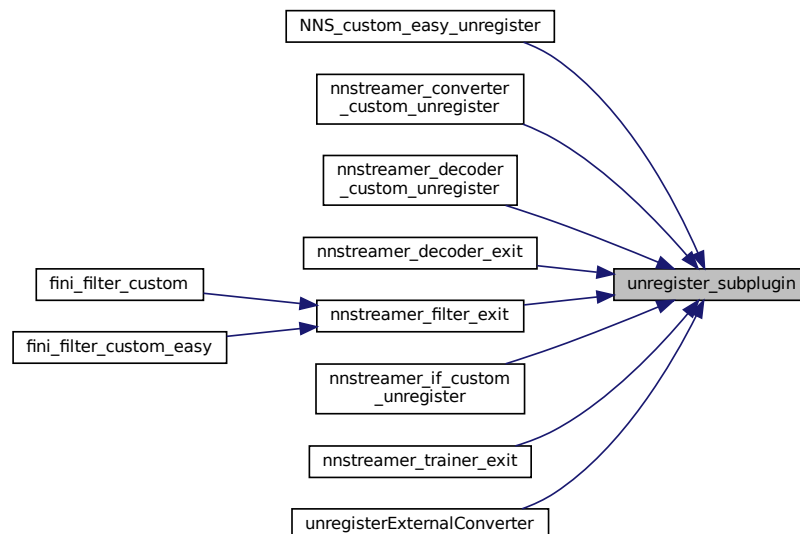 NNS_custom_easy_unregister
nnstreamer_converter
_custom_unregister
nnstreamer_decoder
_custom_unregister
nnstreamer_decoder_exit
fini_filter_custom
unregister_subplugin
nnstreamer_filter_exit
fini_filter_custom_easy
nnstreamer_if_custom
_unregister
nnstreamer_trainer_exit
unregisterExternalConverter